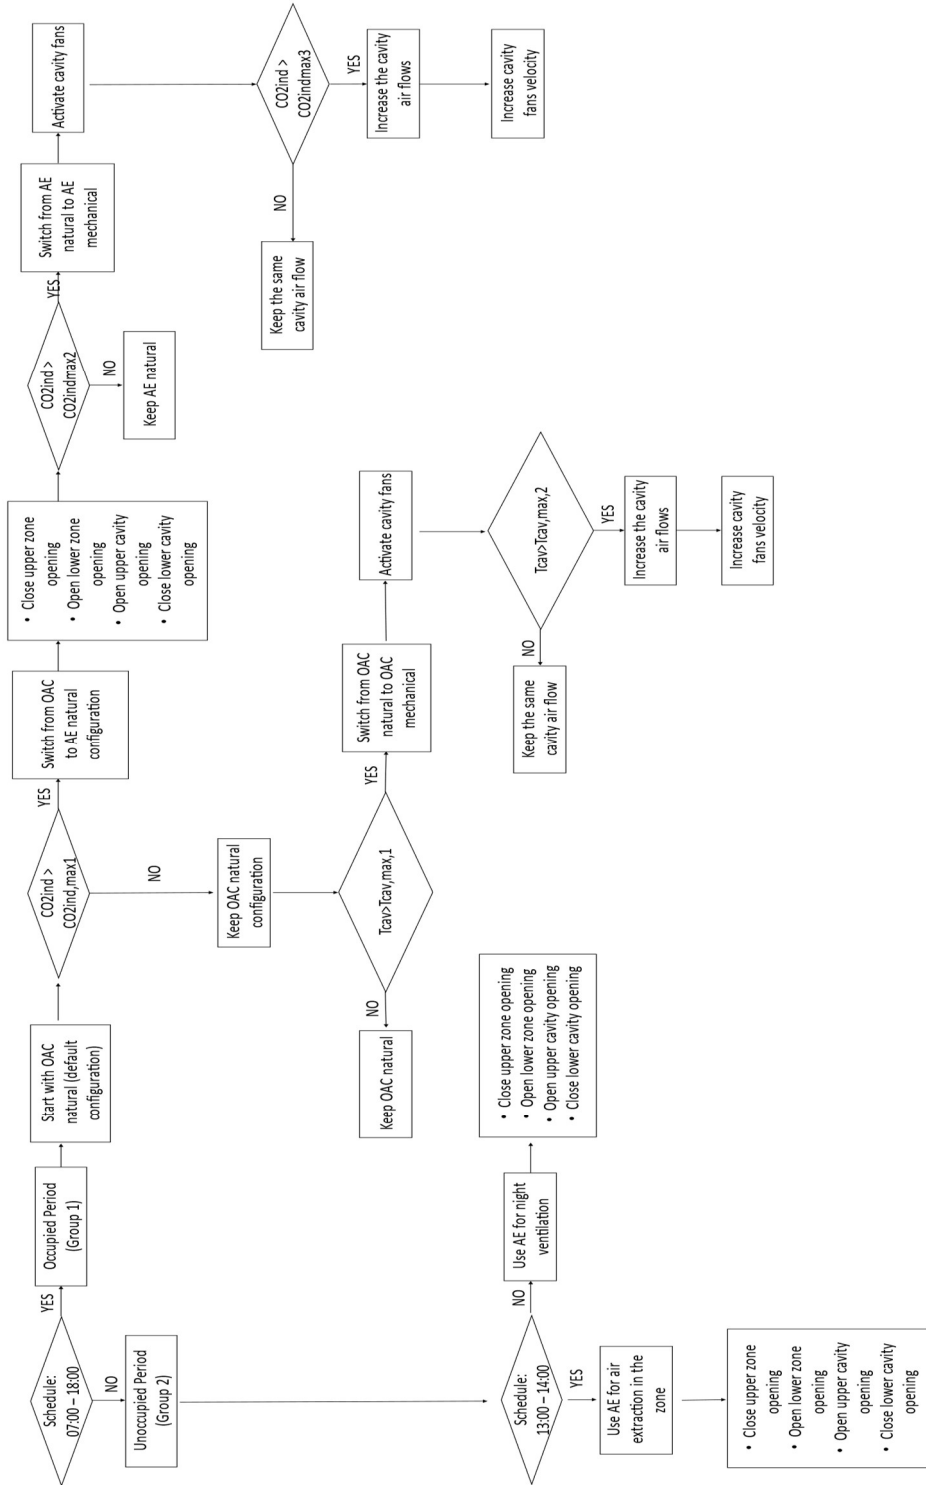 Schedule:
07:00 – 18:00
YES
Occupied Period
(Group 1)
Start with OAC
natural (default
configuration)
CO2ind >
CO2ind,max1
YES
Switch from OAC
to AE natural
configuration
• Close upper zone
opening
• Open lower zone
opening
• Open upper cavity
opening
• Close lower cavity
opening
CO2ind >
CO2indmax2
YES
Switch from AE
natural to AE
mechanical
Activate cavity fans
NO
Keep AE natural
CO2ind >
CO2indmax3
NO
Keep the same
cavity air flow
YES
Increase the cavity
air flows
Increase cavity
fans velocity
NO
Keep OAC natural
configuration
Tcav>Tcav,max,1
NO
Keep OAC natural
YES
Switch from OAC
natural to OAC
mechanical
Activate cavity fans
Tcav>Tcav,max,2
NO
Keep the same
cavity air flow
YES
Increase the cavity
air flows
Increase cavity
fans velocity
NO
Unoccupied Period
(Group 2)
Schedule:
13:00 – 14:00
NO
Use AE for night
ventilation
• Close upper zone opening
• Open lower zone opening
• Open upper cavity opening
• Close lower cavity opening
YES
Use AE for air
extraction in the
zone
• Close upper zone
opening
• Open lower zone
opening
• Open upper cavity
opening
• Close lower cavity
opening